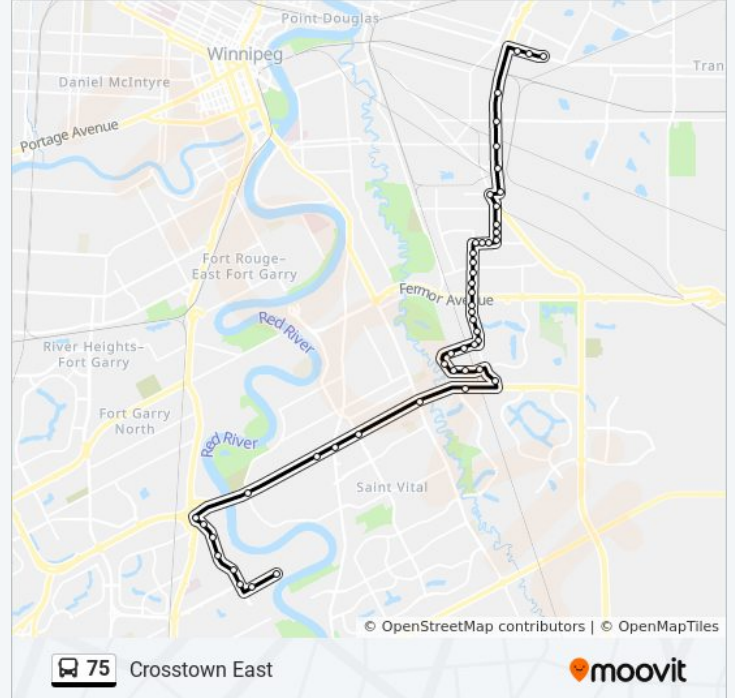 Point Douglas
Winnipeg
Daniel McIntyre
Tran
Portage Avenue
Fort Rouge–
East Fort Garry
Fermor Avenue
Red River
River Heights–
Fort Garry
Fort Garry
North
Red River
Saint Vital
© OpenStreetMap contributors | © OpenMapTiles
75 Crosstown East
moovit